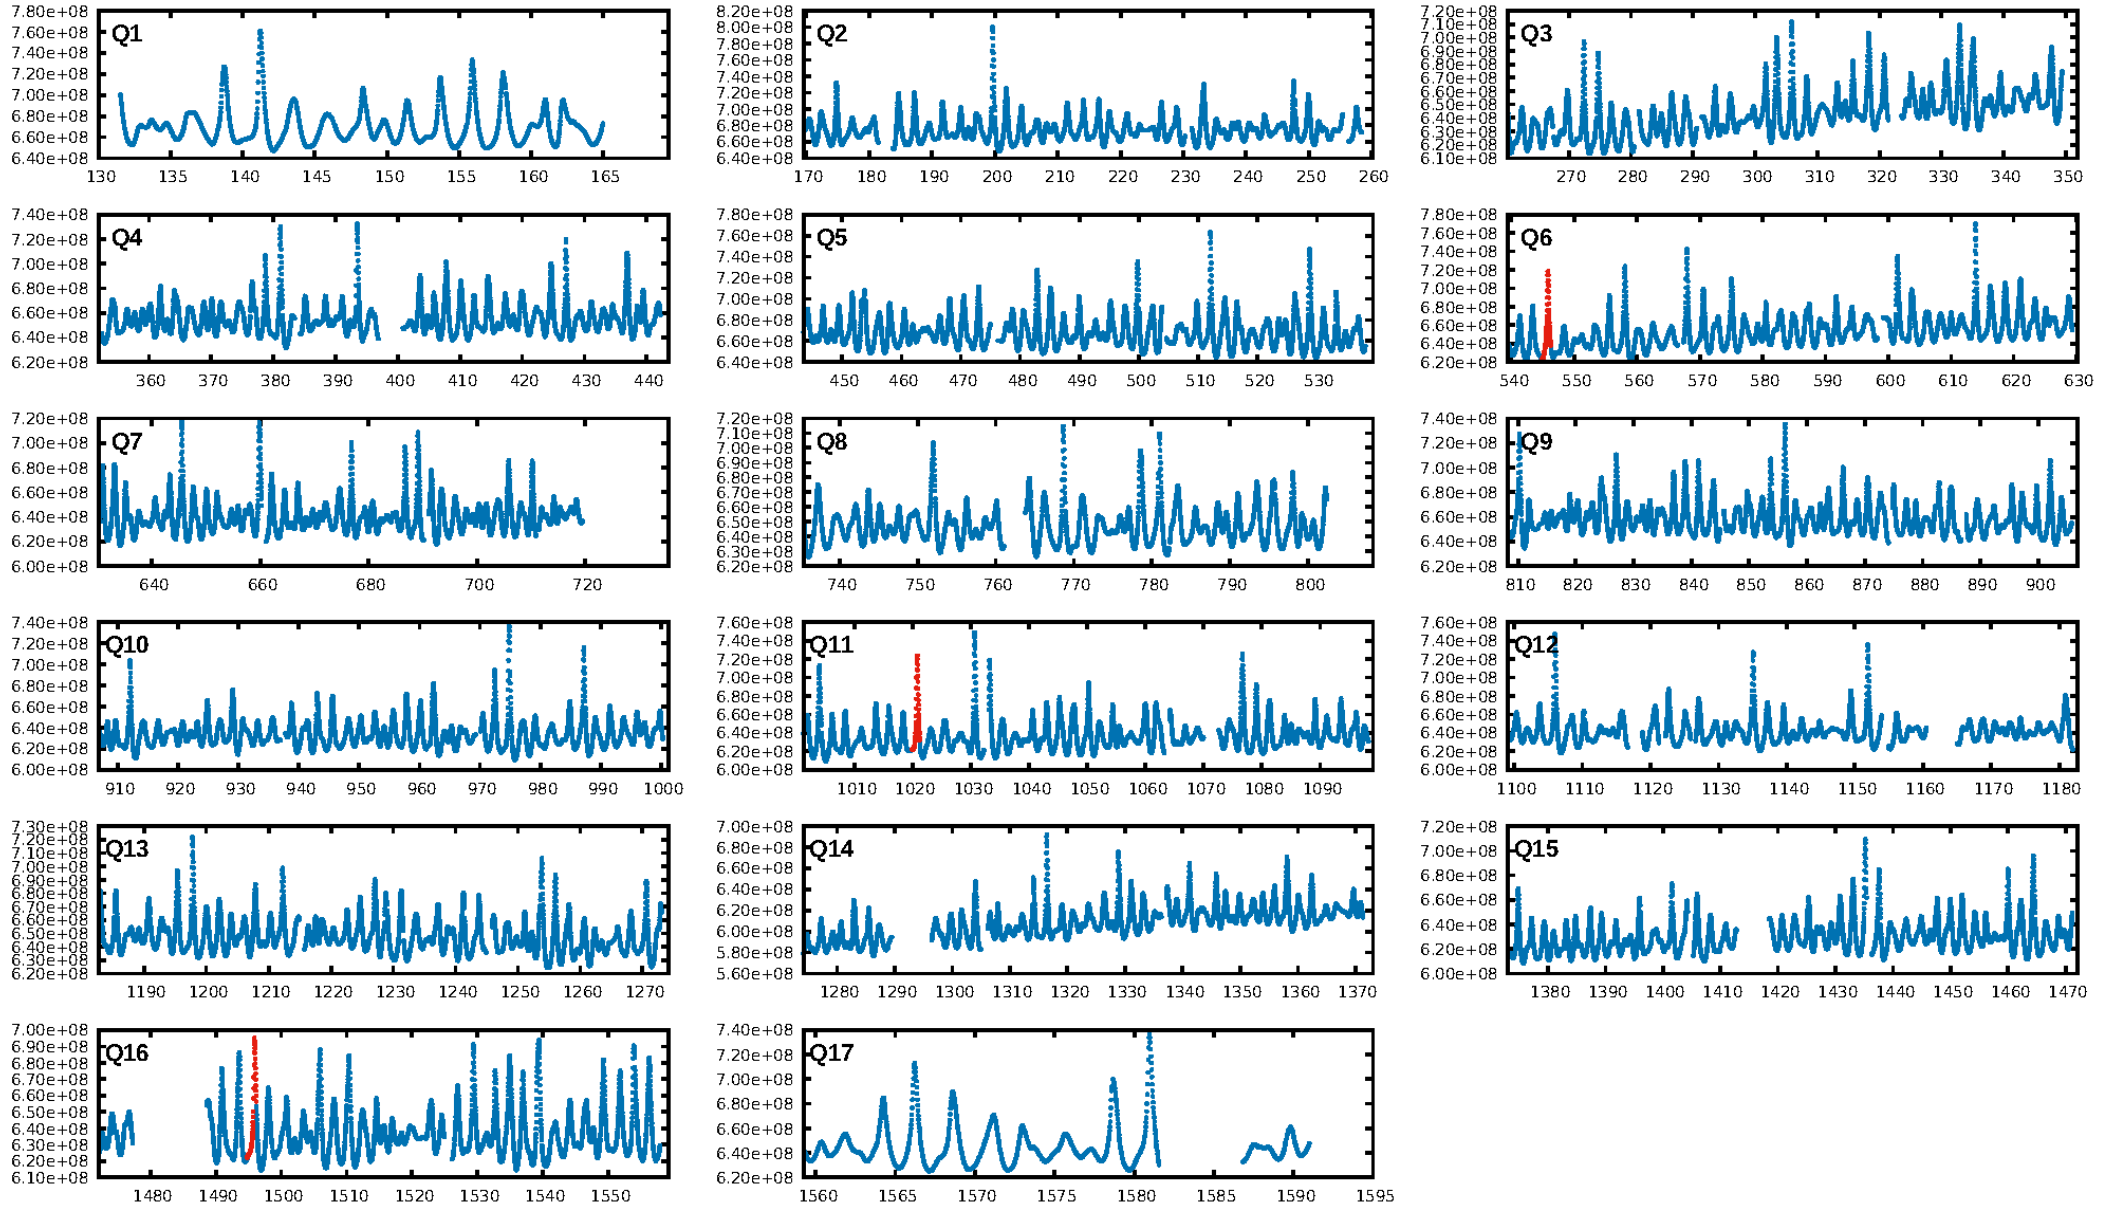 7.80e+08
7.60e+08
7.40e+08
7.20e+08
7.00e+08
6.80e+08
6.60e+08
6.40e+08
Q1
130 135 140 145 150 155 160 165
8.20e+08
8.00e+08
7.80e+08
7.60e+08
7.40e+08
7.20e+08
7.00e+08
6.80e+08
6.60e+08
6.40e+08
Q2
170 180 190 200 210 220 230 240 250 260
7.20e+08
7.10e+08
7.00e+08
6.90e+08
6.80e+08
6.70e+08
6.60e+08
6.50e+08
6.40e+08
6.30e+08
6.20e+08
6.10e+08
Q3
270 280 290 300 310 320 330 340 350
7.40e+08
7.20e+08
7.00e+08
6.80e+08
6.60e+08
6.40e+08
6.20e+08
Q4
360 370 380 390 400 410 420 430 440
7.80e+08
7.60e+08
7.40e+08
7.20e+08
7.00e+08
6.80e+08
6.60e+08
6.40e+08
Q5
450 460 470 480 490 500 510 520 530
7.80e+08
7.60e+08
7.40e+08
7.20e+08
7.00e+08
6.80e+08
6.60e+08
6.40e+08
6.20e+08
Q6
540 550 560 570 580 590 600 610 620 630
7.20e+08
7.00e+08
6.80e+08
6.60e+08
6.40e+08
6.20e+08
6.00e+08
Q7
640 660 680 700 720
7.20e+08
7.10e+08
7.00e+08
6.90e+08
6.80e+08
6.70e+08
6.60e+08
6.50e+08
6.40e+08
6.30e+08
6.20e+08
Q8
740 750 760 770 780 790 800
7.40e+08
7.20e+08
7.00e+08
6.80e+08
6.60e+08
6.40e+08
6.20e+08
Q9
810 820 830 840 850 860 870 880 890 900
7.40e+08
7.20e+08
7.00e+08
6.80e+08
6.60e+08
6.40e+08
6.20e+08
6.00e+08
Q10
910 920 930 940 950 960 970 980 990 1000
7.60e+08
7.40e+08
7.20e+08
7.00e+08
6.80e+08
6.60e+08
6.40e+08
6.20e+08
6.00e+08
Q11
1010 1020 1030 1040 1050 1060 1070 1080 1090
7.60e+08
7.40e+08
7.20e+08
7.00e+08
6.80e+08
6.60e+08
6.40e+08
6.20e+08
6.00e+08
Q12
1100 1110 1120 1130 1140 1150 1160 1170 1180
7.30e+08
7.20e+08
7.10e+08
7.00e+08
6.90e+08
6.80e+08
6.70e+08
6.60e+08
6.50e+08
6.40e+08
6.30e+08
6.20e+08
Q13
1190 1200 1210 1220 1230 1240 1250 1260 1270
7.00e+08
6.80e+08
6.60e+08
6.40e+08
6.20e+08
6.00e+08
5.80e+08
5.60e+08
Q14
1280 1290 1300 1310 1320 1330 1340 1350 1360 1370
7.20e+08
7.00e+08
6.80e+08
6.60e+08
6.40e+08
6.20e+08
6.00e+08
Q15
1380 1390 1400 1410 1420 1430 1440 1450 1460 1470
7.00e+08
6.90e+08
6.80e+08
6.70e+08
6.60e+08
6.50e+08
6.40e+08
6.30e+08
6.20e+08
6.10e+08
Q16
1480 1490 1500 1510 1520 1530 1540 1550
7.40e+08
7.20e+08
7.00e+08
6.80e+08
6.60e+08
6.40e+08
6.20e+08
Q17
1560 1565 1570 1575 1580 1585 1590 1595